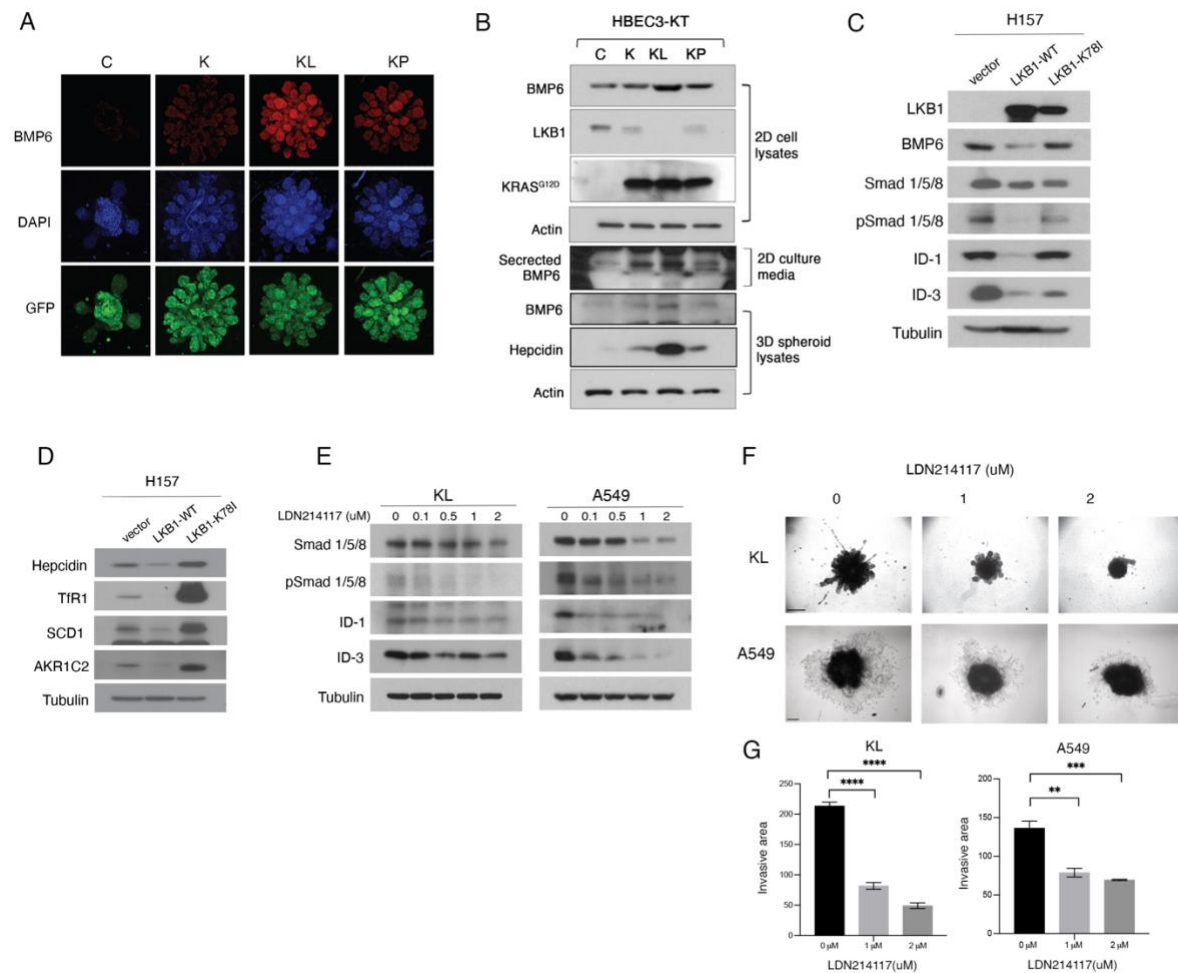 A
C K KL KP
BMP6
DAPI
GFP
B
HBEC3-KT
C K KL KP
BMP6
LKB1
KRASG12D
Actin
2D cell
lysates
Secrected
BMP6
2D culture
media
BMP6
Hepcidin
Actin
3D spheroid
lysates
C
H157
vector LKB1-WT LKB1-K78I
LKB1
BMP6
Smad 1/5/8
pSmad 1/5/8
ID-1
ID-3
Tubulin
D
H157
vector LKB1-WT LKB1-K78I
Hepcidin
TfR1
SCD1
AKR1C2
Tubulin
E
KL A549
LDN214117 (uM) 0 0.1 0.5 1 2 0 0.1 0.5 1 2
Smad 1/5/8
pSmad 1/5/8
ID-1
ID-3
Tubulin
F
LDN214117 (uM)
0 1 2
KL
A549
G
KL
****
****
Invasive area
250
200
150
100
50
0
0 μM 1 μM 2 μM
LDN214117(uM)
A549
***
**
Invasive area
200
150
100
50
0
0 μM 1 μM 2 μM
LDN214117(uM)